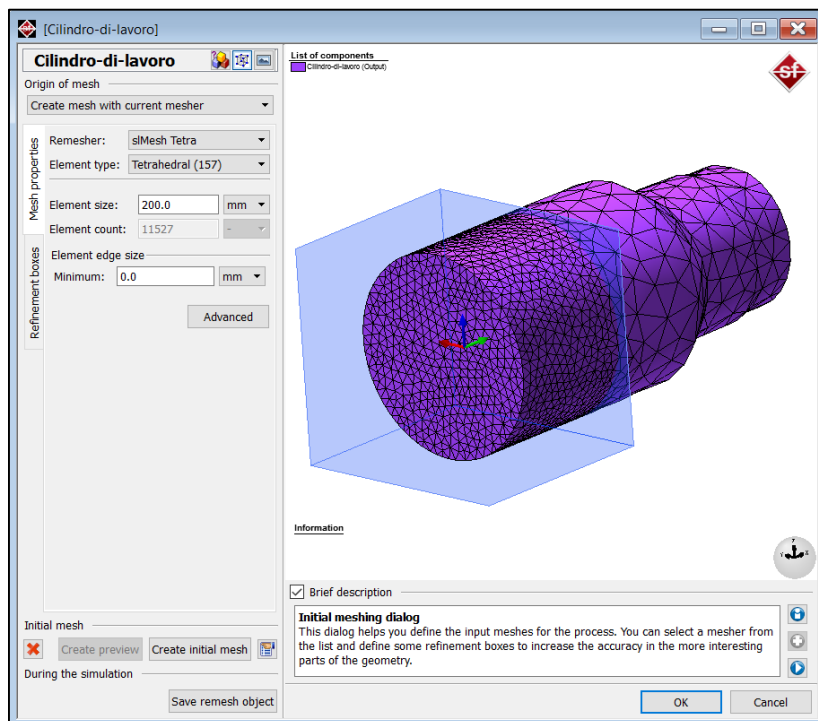 [Cilindro-di-lavoro]
Cilindro-di-lavoro
Origin of mesh
Create mesh with current mesher
Mesh properties
Refinement boxes
Remesher: slMesh Tetra
Element type: Tetrahedral (157)
Element size: 200.0 mm
Element count: 11527 -
Element edge size
Minimum: 0.0 mm
Advanced
Initial mesh
Create preview Create initial mesh
During the simulation
Save remesh object
List of components
Cilindro-di-lavoro (Output)
sf
Information
Brief description
Initial meshing dialog
This dialog helps you define the input meshes for the process. You can select a mesher from
the list and define some refinement boxes to increase the accuracy in the more interesting
parts of the geometry.
OK Cancel